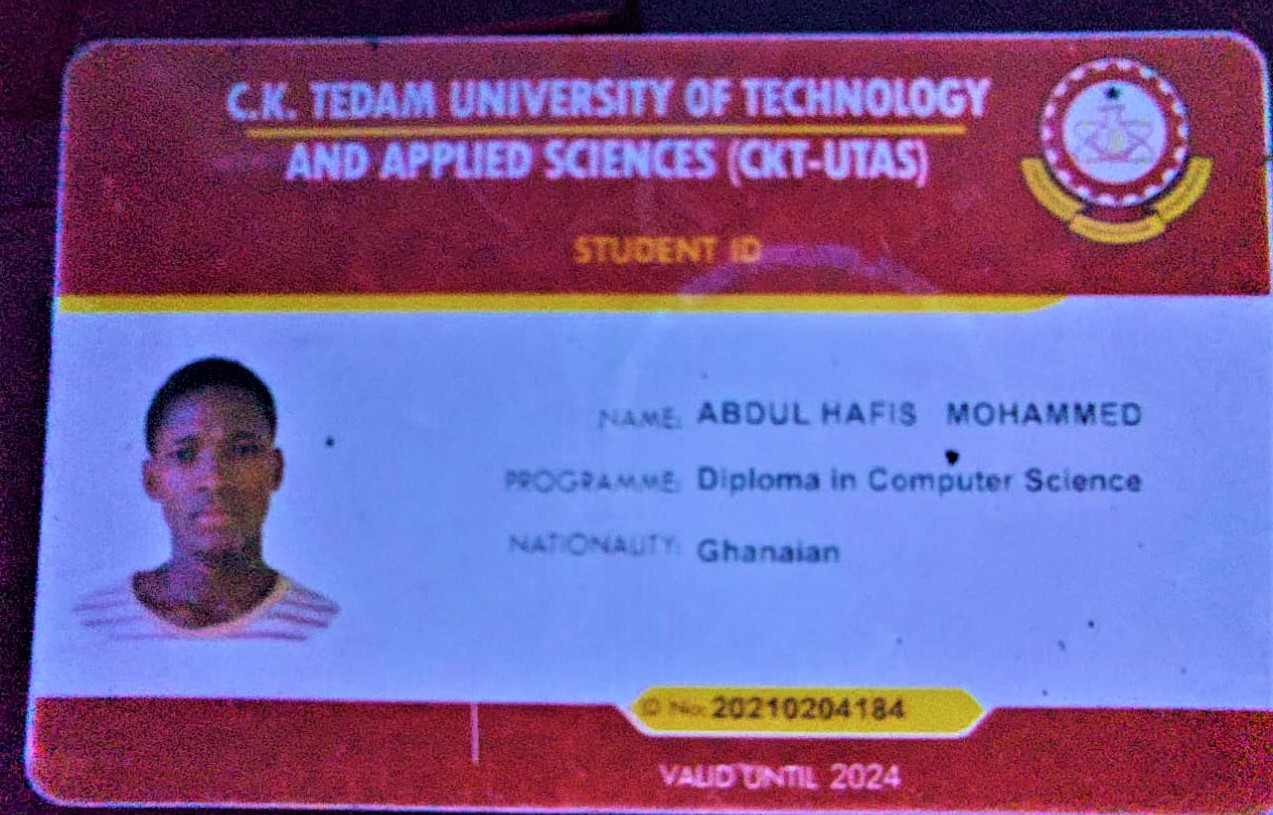 C.K. TEDAM UNIVERSITY OF TECHNOLOGY
AND APPLIED SCIENCES (CKT-UTAS)
STUDENT ID
NAME: ABDUL HAFIS MOHAMMED
PROGRAMME: Diploma in Computer Science
NATIONALITY: Ghanaian
ID No: 20210204184
VALID UNTIL 2024